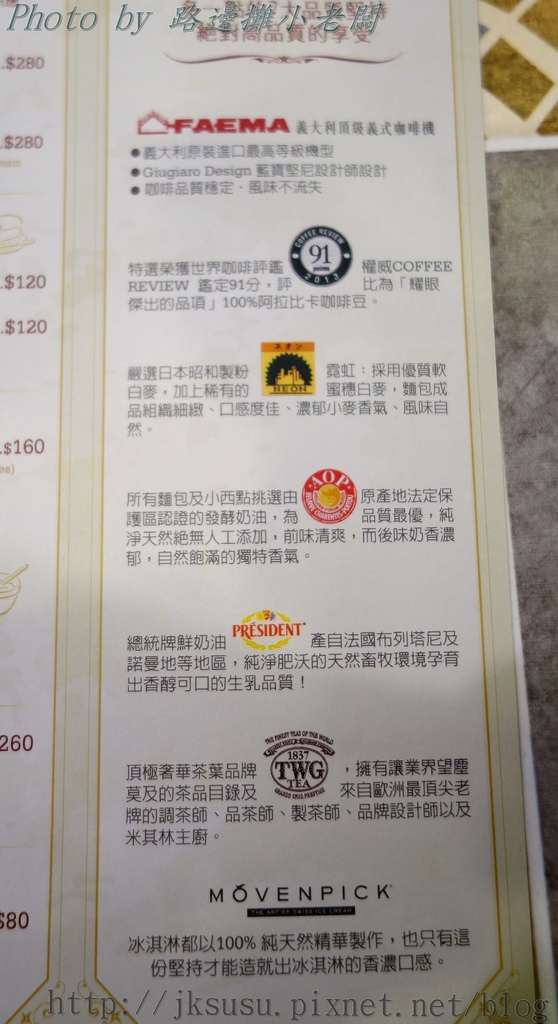 Photo by 路邊攤小老闆
絕對高品質的享受
.$280
.$280
.$120
.$120
.$160
260
$80
FAEMA 義大利頂級義式咖啡機
●義大利原裝進口最高等級機型
●Giugiaro Design 藍寶堅尼設計師設計
●咖啡品質穩定、風味不流失
特選榮獲世界咖啡評鑑 COFFEE REVIEW 91 points 2013 權威COFFEE
REVIEW 鑑定91分，評 比為「耀眼
傑出的品項」100%阿拉比卡咖啡豆。
嚴選日本昭和製粉 ネオン NEON 霓虹：採用優質軟
白麥，加上稀有的 蜜穗白麥，麵包成
品組織細緻、口感度佳、濃郁小麥香氣、風味自
然。
所有麵包及小西點挑選由 AOP BEURRE CHARENTES-POITOU 原產地法定保
護區認證的發酵奶油，為 品質最優，純
淨天然絕無人工添加，前味清爽，而後味奶香濃
郁，自然飽滿的獨特香氣。
總統牌鮮奶油 PRÉSIDENT 產自法國布列塔尼及
諾曼地等地區，純淨肥沃的天然畜牧環境孕育
出香醇可口的生乳品質！
THE FINEST TEAS OF THE WORLD
1837
TWG
TEA
GRANDS CRUS PRESTIGE
頂極奢華茶葉品牌 ，擁有讓業界望塵
莫及的茶品目錄及 來自歐洲最頂尖老
牌的調茶師、品茶師、製茶師、品牌設計師以及
米其林主廚。
MÖVENPICK
THE ART OF SWISS ICE CREAM
冰淇淋都以100% 純天然精華製作，也只有這
份堅持才能造就出冰淇淋的香濃口感。
http://jksusu.pixnet.net/blog